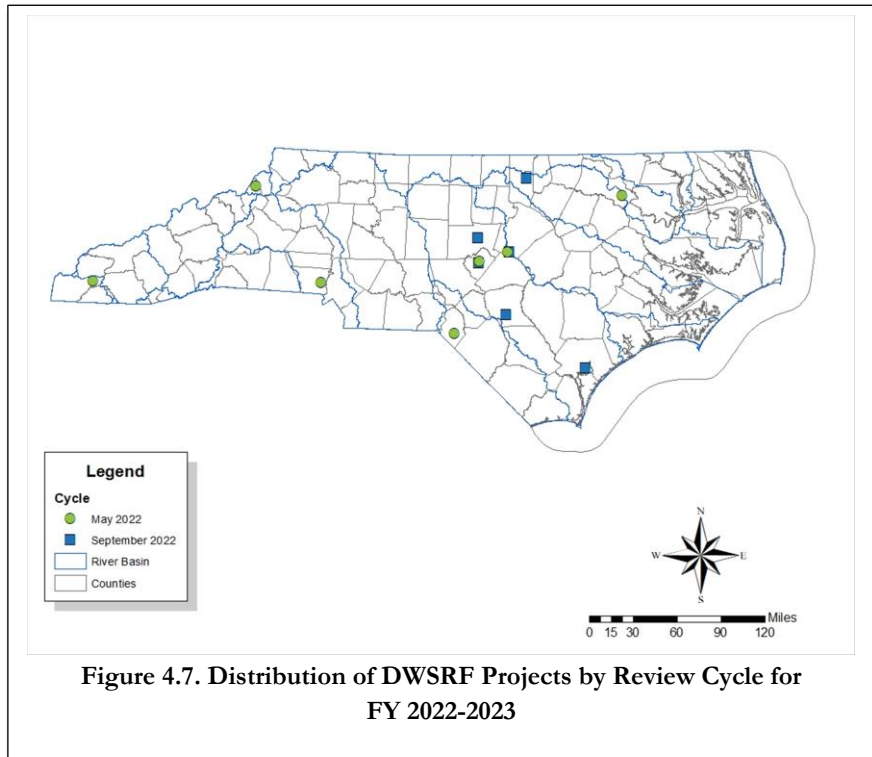 Legend
Cycle
May 2022
September 2022
River Basin
Counties
N
W E
S
Miles
0 15 30 60 90 120
Figure 4.7. Distribution of DWSRF Projects by Review Cycle for
FY 2022-2023